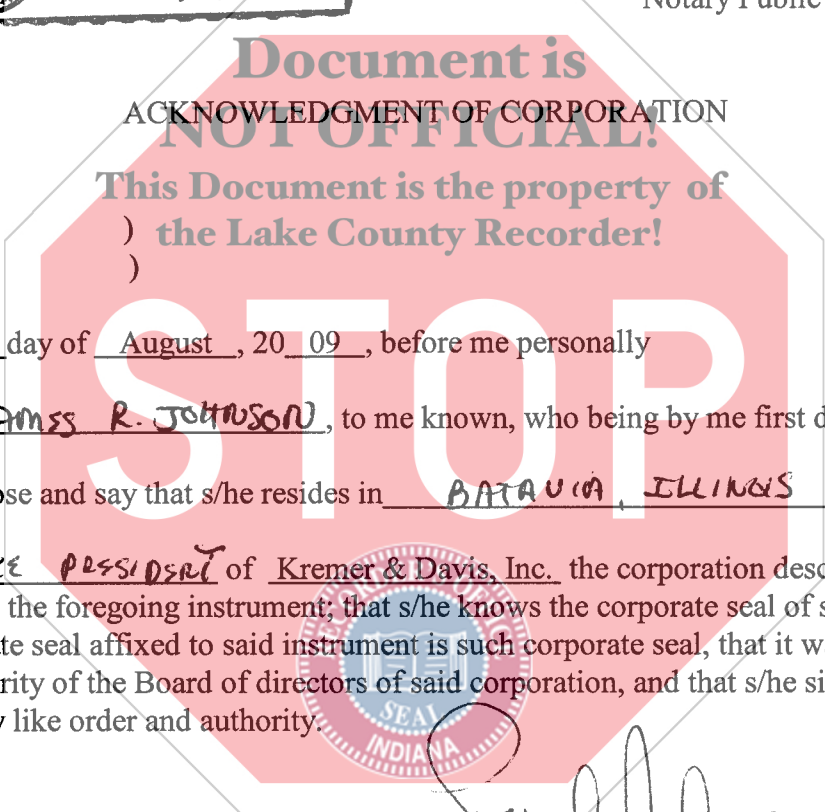 Notary Public
Document is
ACKNOWLEDGMENT OF CORPORATION
NOT OFFICIAL!
This Document is the property of
) the Lake County Recorder!
)
STOP
day of August , 20 09 , before me personally
R. JOHNSON , to me known, who being by me first d
ose and say that s/he resides in BATAVIA, ILLINOIS
PRESIDENT of Kremer & Davis, Inc. the corporation desc
the foregoing instrument; that s/he knows the corporate seal of s
te seal affixed to said instrument is such corporate seal, that it w
rity of the Board of directors of said corporation, and that s/he si
y like order and authority.
SEAL
INDIANA